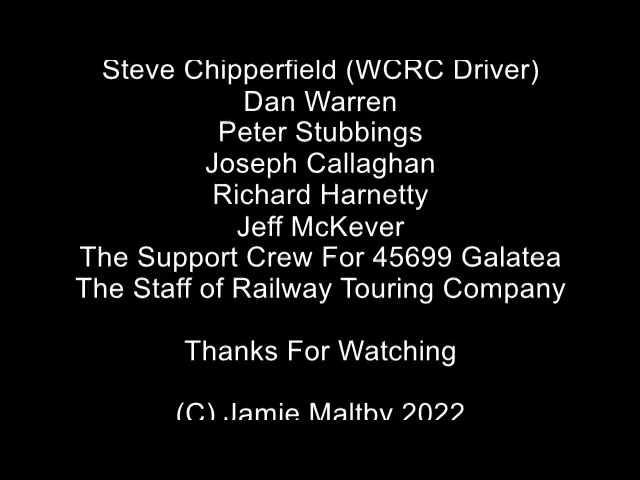 Steve Chipperfield (WCRC Driver)
Dan Warren
Peter Stubbings
Joseph Callaghan
Richard Harnetty
Jeff McKever
The Support Crew For 45699 Galatea
The Staff of Railway Touring Company
Thanks For Watching
(C) Jamie Maltby 2022